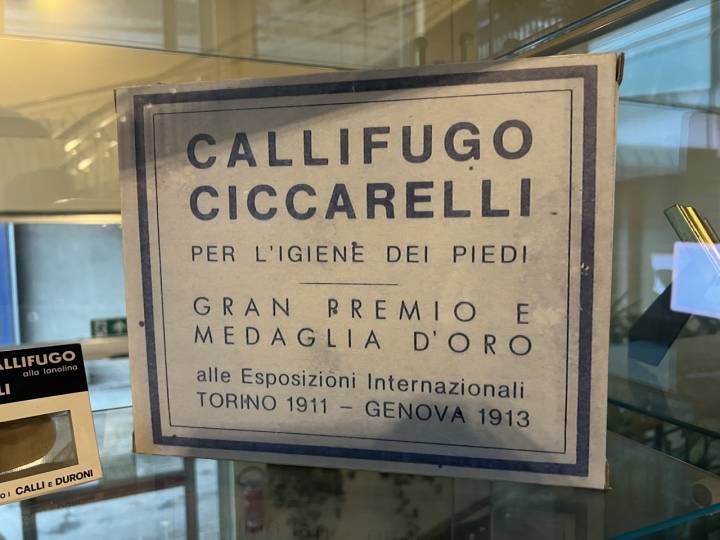 CALLIFUGO
CICCARELLI
PER L'IGIENE DEI PIEDI
GRAN PREMIO E
MEDAGLIA D'ORO
alle Esposizioni Internazionali
TORINO 1911 – GENOVA 1913
alla lanolina
CALLI E DURONI